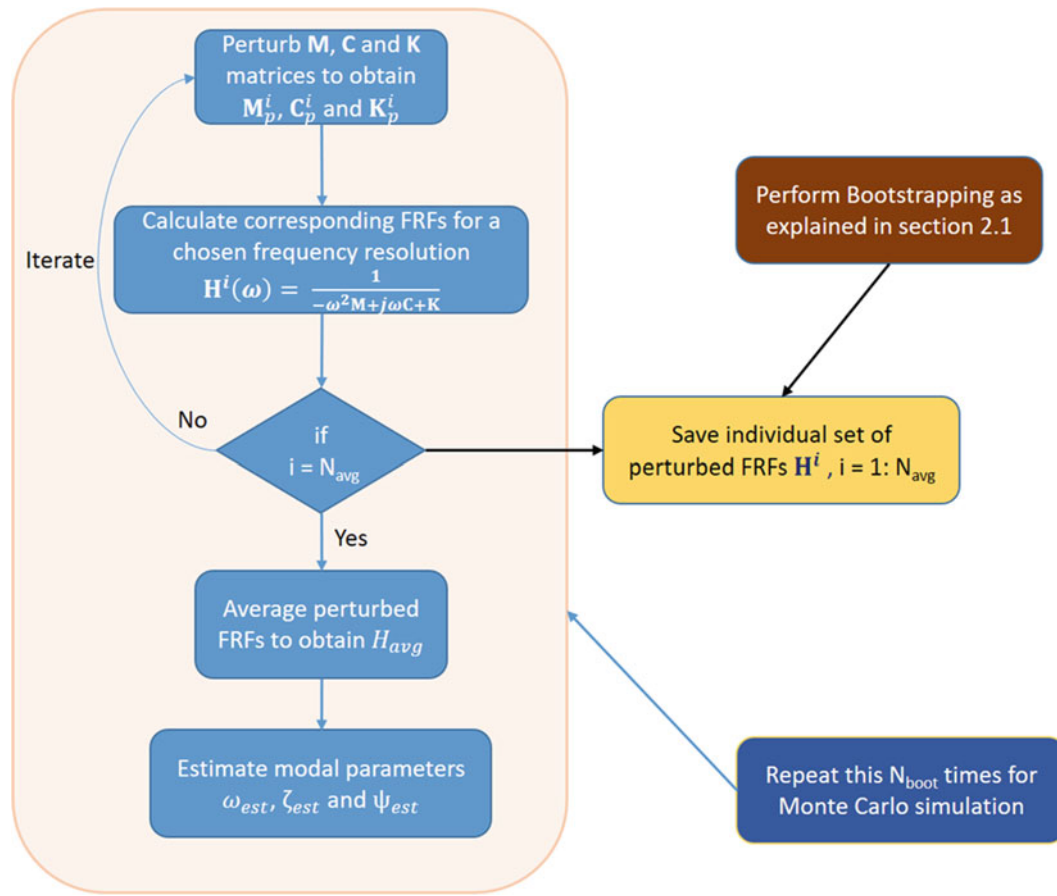 Perturb M, C and K
matrices to obtain
M_p^i, C_p^i and K_p^i
Calculate corresponding FRFs for a
chosen frequency resolution
H^i(ω) = 1 / (−ω²M+jωC+K)
Iterate
No
if
i = N_avg
Yes
Average perturbed
FRFs to obtain H_avg
Estimate modal parameters
ω_est, ζ_est and ψ_est
Perform Bootstrapping as
explained in section 2.1
Save individual set of
perturbed FRFs H^i , i = 1: N_avg
Repeat this N_boot times for
Monte Carlo simulation